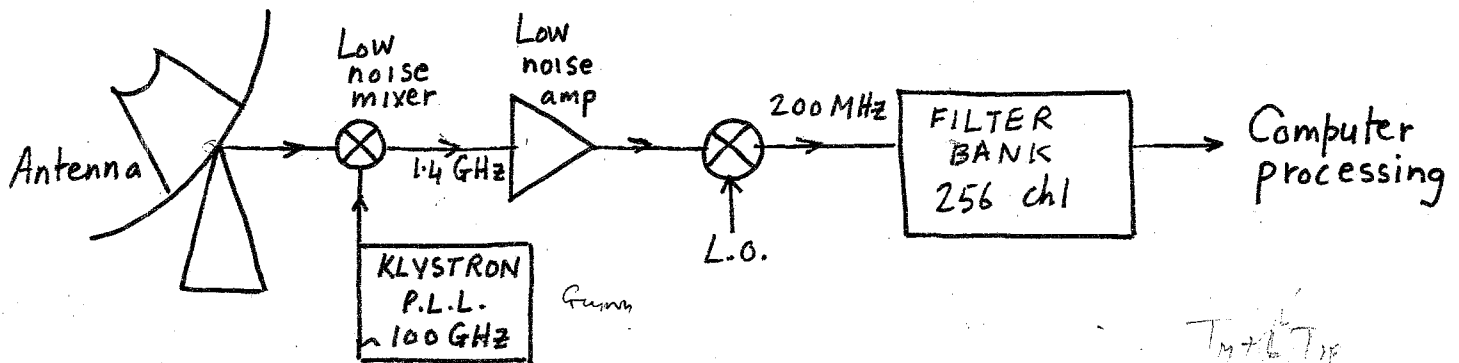 Low
noise
mixer
Low
noise
amp
Antenna
1.4 GHz
200 MHz
FILTER
BANK
256 chl
Computer
processing
L.O.
KLYSTRON
P.L.L.
~100 GHz
Gunn